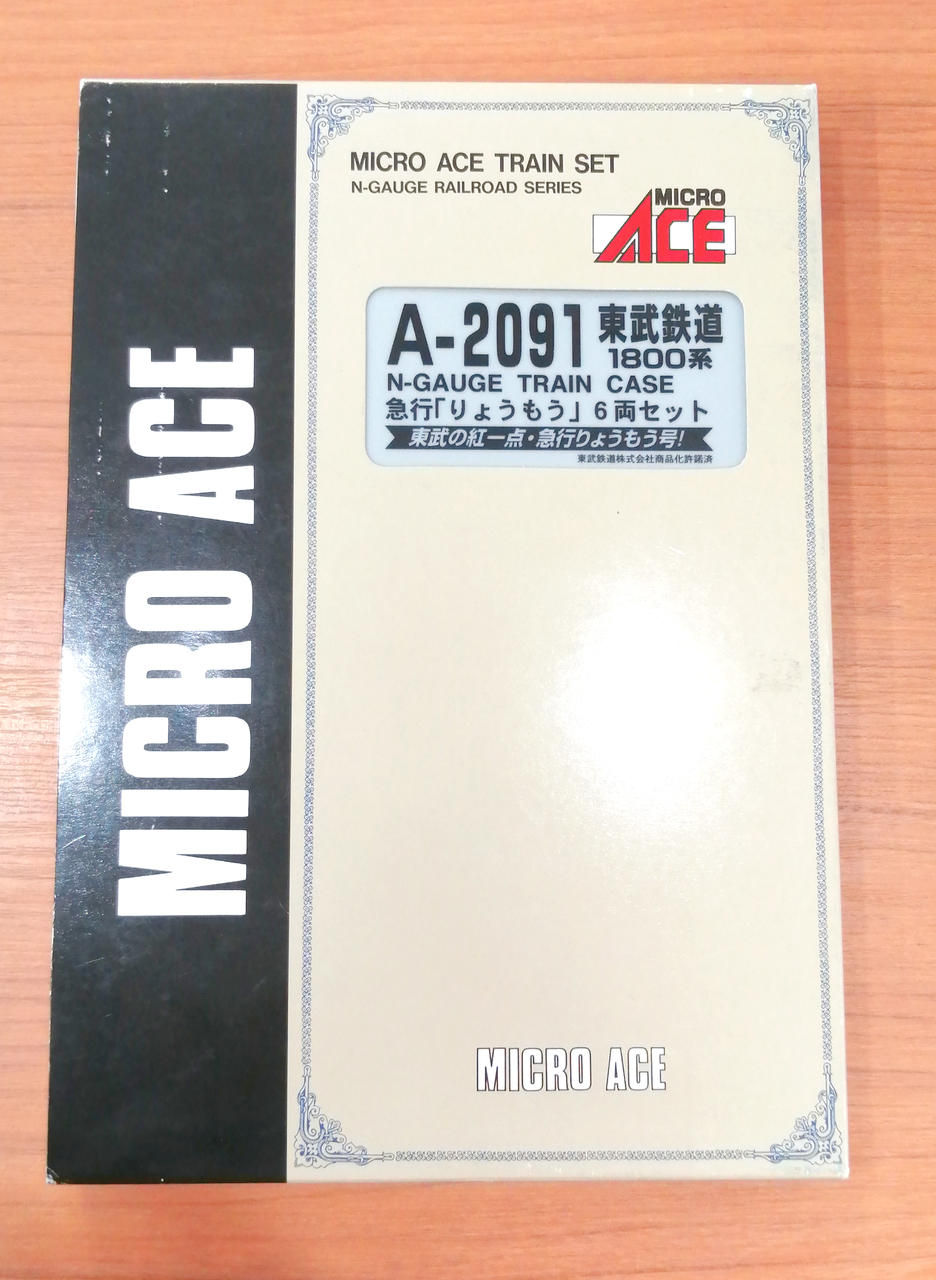 MICRO ACE
MICRO ACE TRAIN SET
N-GAUGE RAILROAD SERIES
MICRO
ACE
A-2091 東武鉄道
1800系
N-GAUGE TRAIN CASE
急行「りょうもう」6両セット
東武の紅一点・急行りょうもう号!
東武鉄道株式会社商品化許諾済
MICRO ACE